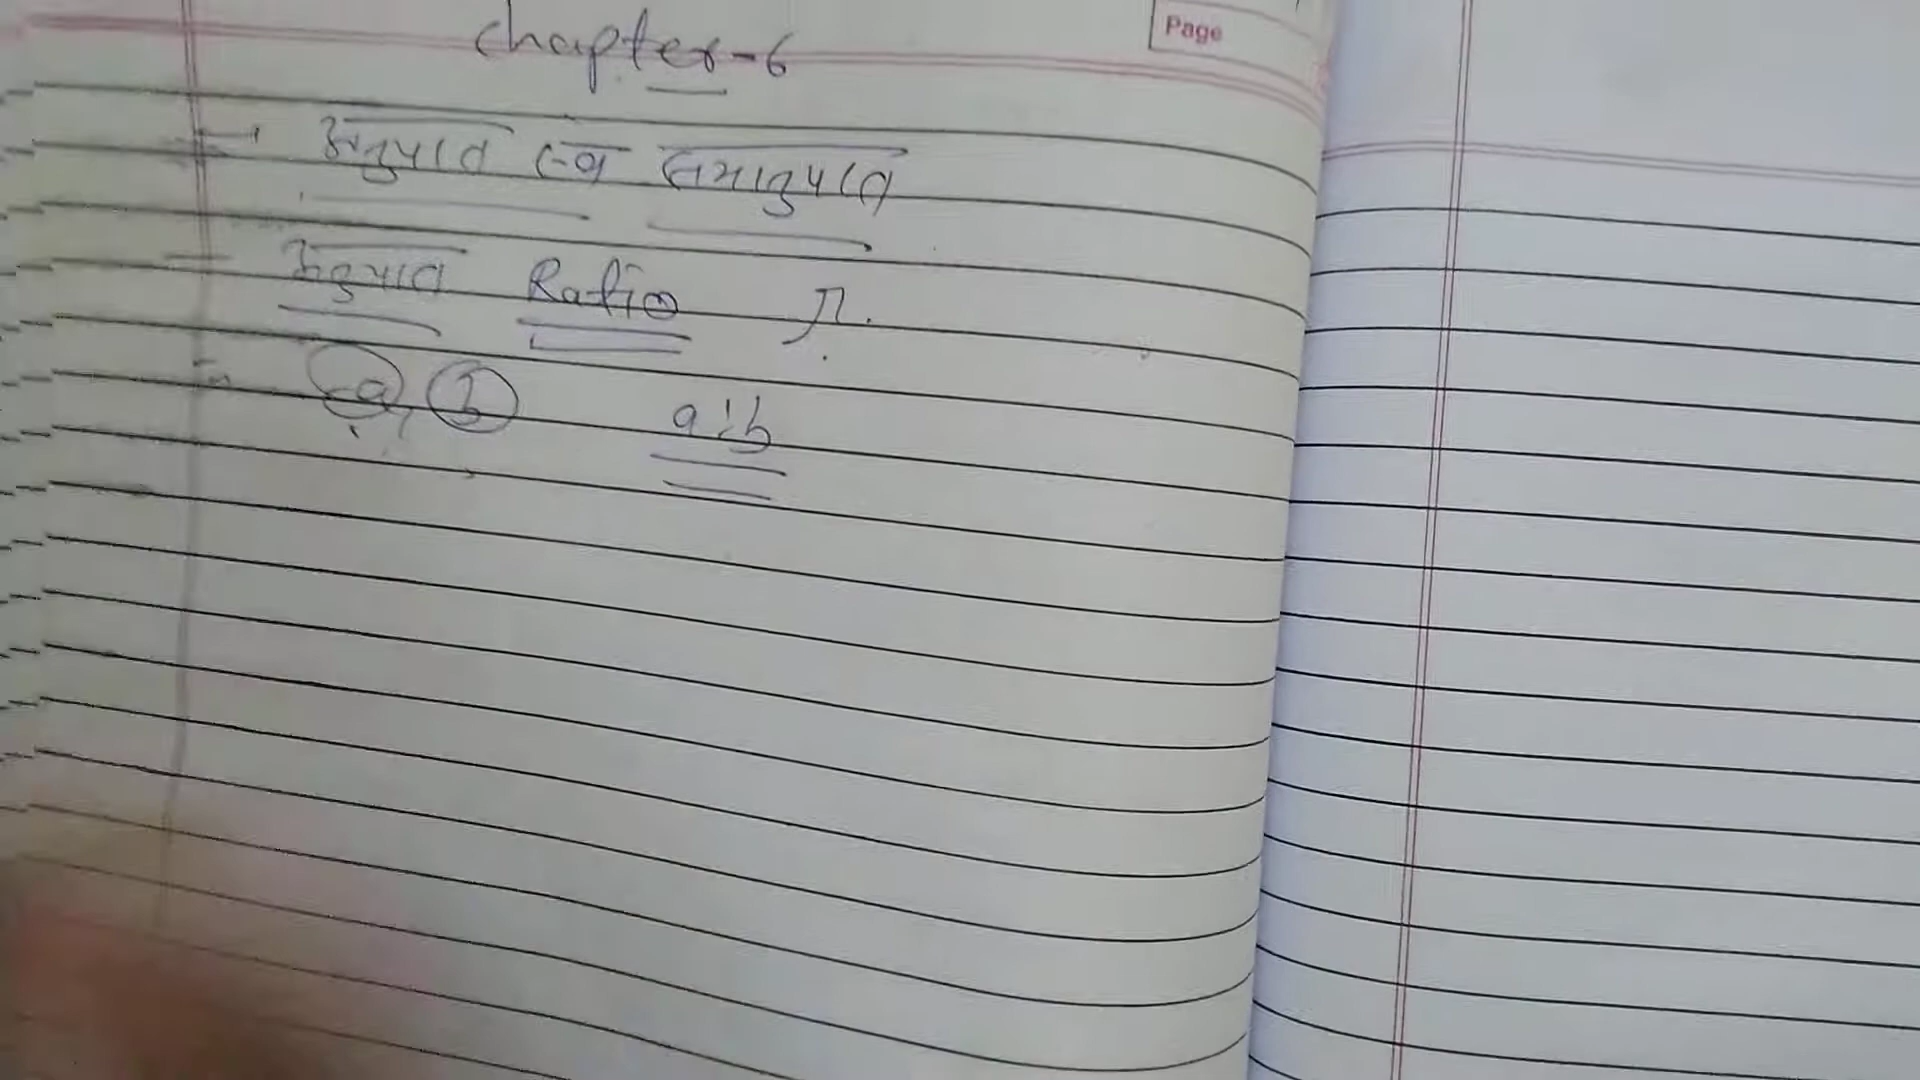 Page
Chapter-6
अनुपात एवं समानुपात
अनुपात Ratio
a, b a:b